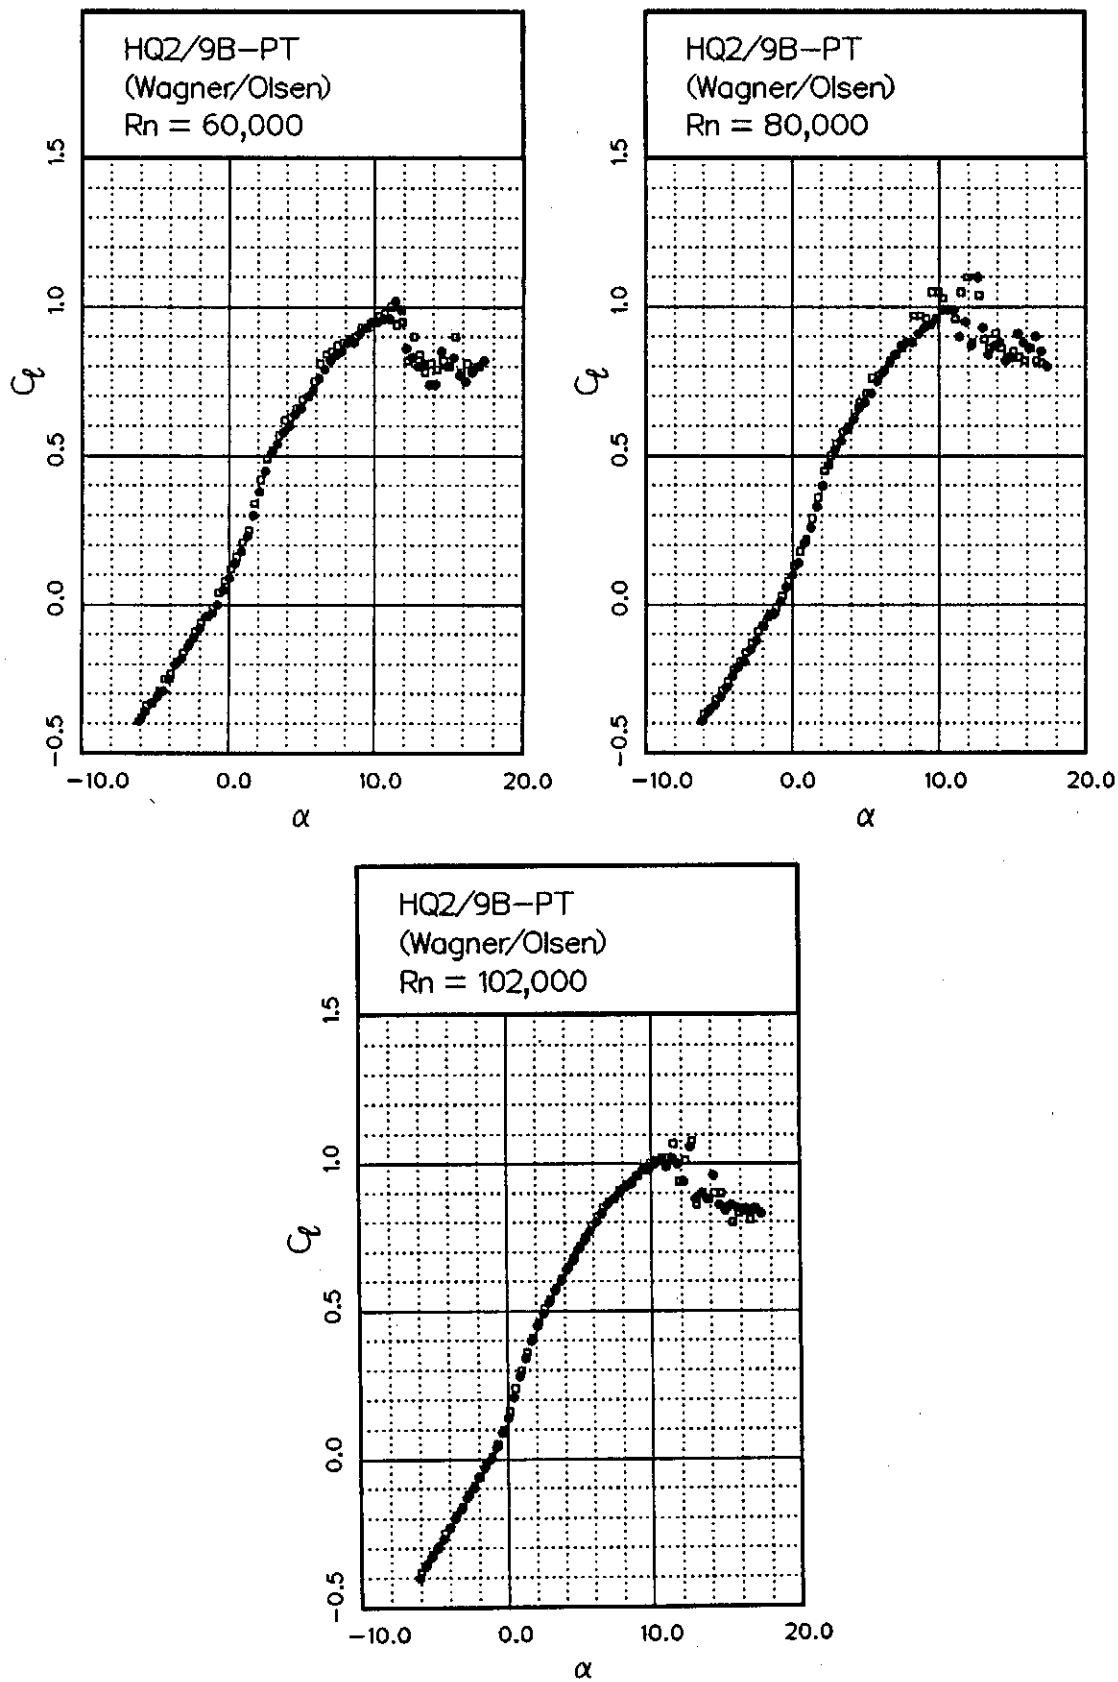 HQ2/9B-PT
(Wagner/Olsen)
Rn = 60,000
1.5
1.0
0.5
0.0
-0.5
Cℓ
-10.0 0.0 10.0 20.0
α
HQ2/9B-PT
(Wagner/Olsen)
Rn = 80,000
1.5
1.0
0.5
0.0
-0.5
Cℓ
-10.0 0.0 10.0 20.0
α
HQ2/9B-PT
(Wagner/Olsen)
Rn = 102,000
1.5
1.0
0.5
0.0
-0.5
Cℓ
-10.0 0.0 10.0 20.0
α